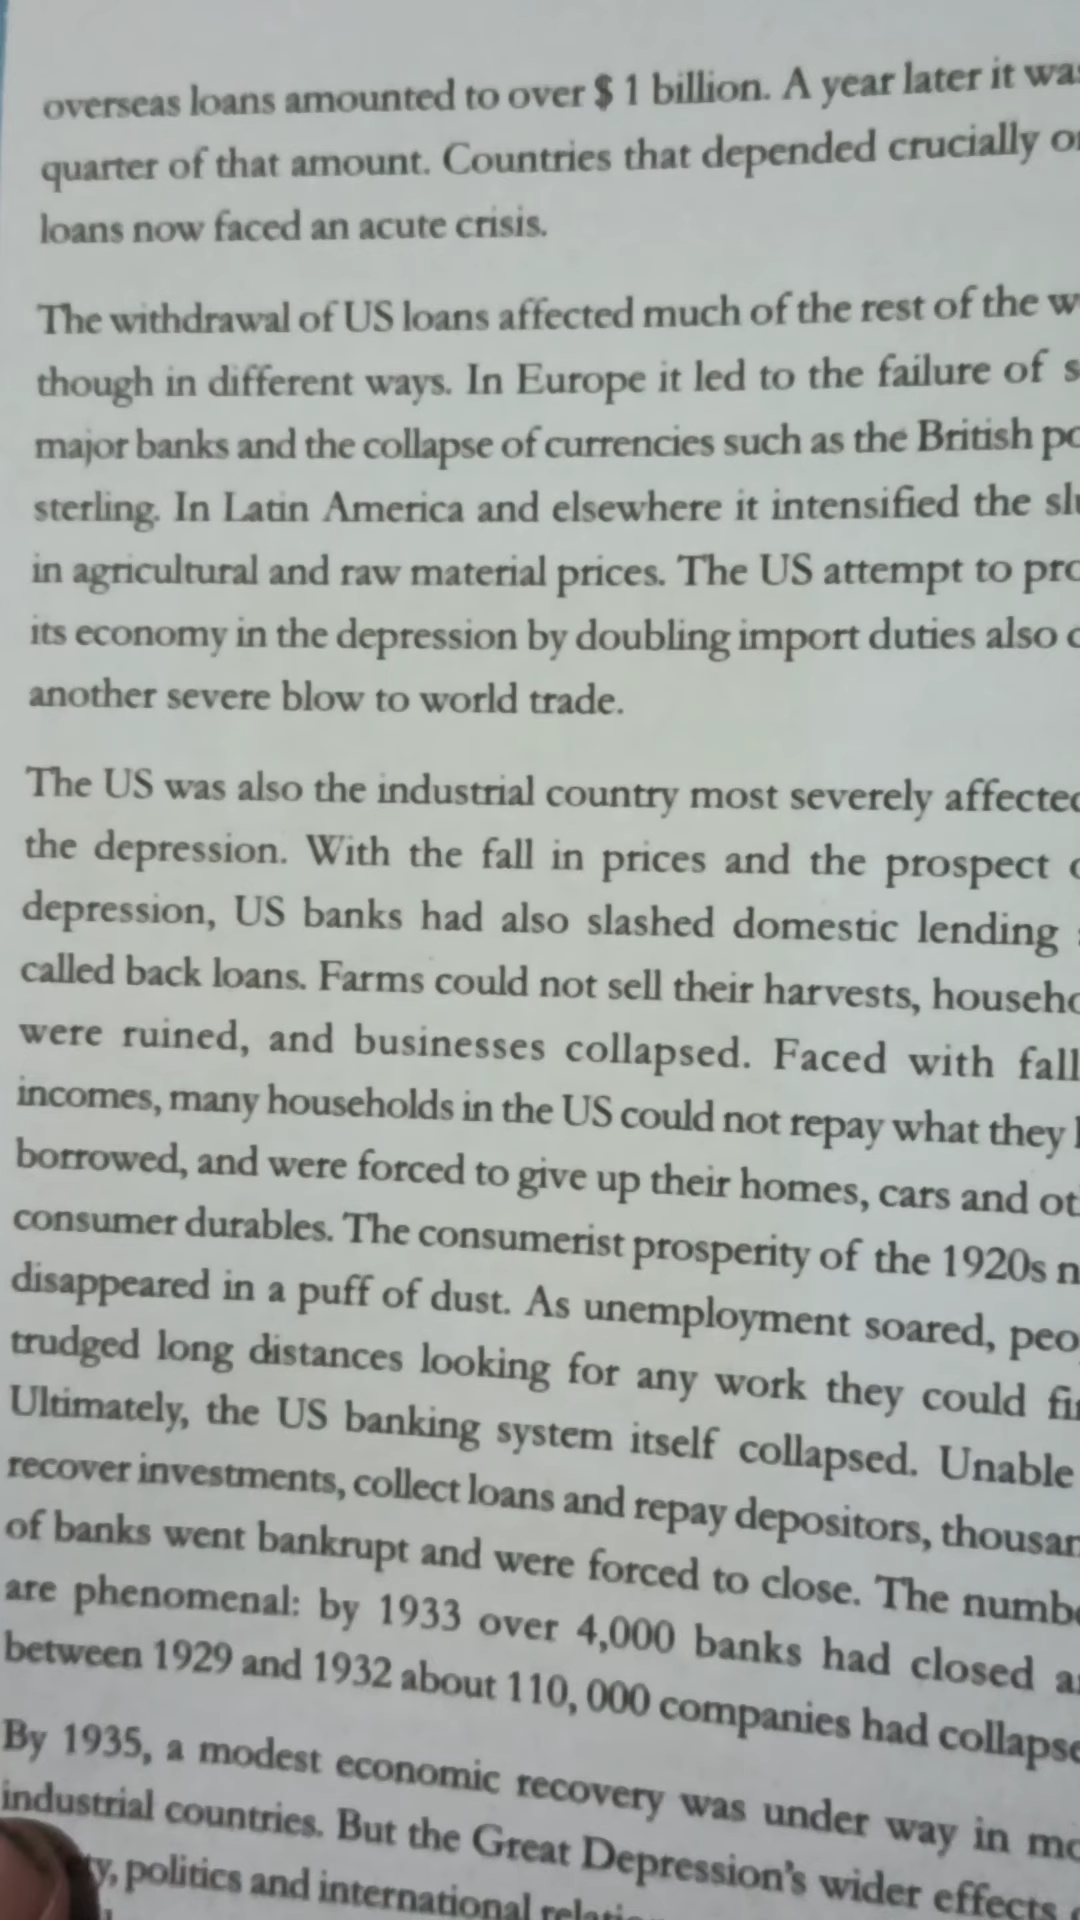 overseas loans amounted to over $ 1 billion. A year later it was
quarter of that amount. Countries that depended crucially
loans now faced an acute crisis.
The withdrawal of US loans affected much of the rest of the
though in different ways. In Europe it led to the failure of
major banks and the collapse of currencies such as the British
sterling. In Latin America and elsewhere it intensified the
in agricultural and raw material prices. The US attempt to
its economy in the depression by doubling import duties also
another severe blow to world trade.
The US was also the industrial country most severely affected
the depression. With the fall in prices and the prospect
depression, US banks had also slashed domestic lending
called back loans. Farms could not sell their harvests,
were ruined, and businesses collapsed. Faced with
incomes, many households in the US could not repay what they
borrowed, and were forced to give up their homes, cars and
consumer durables. The consumerist prosperity of the 1920s
disappeared in a puff of dust. As unemployment soared,
trudged long distances looking for any work they could
Ultimately, the US banking system itself collapsed. Unable
recover investments, collect loans and repay depositors,
of banks went bankrupt and were forced to close. The
are phenomenal: by 1933 over 4,000 banks had closed
between 1929 and 1932 about 110, 000 companies had
By 1935, a modest economic recovery was under way in
industrial countries. But the Great Depression's wider effects
politics and international